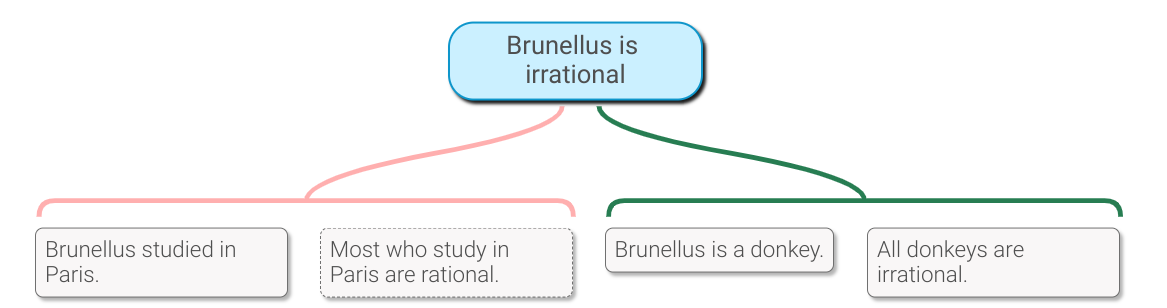 Brunellus is
irrational
Brunellus studied in
Paris.
Most who study in
Paris are rational.
Brunellus is a donkey.
All donkeys are
irrational.